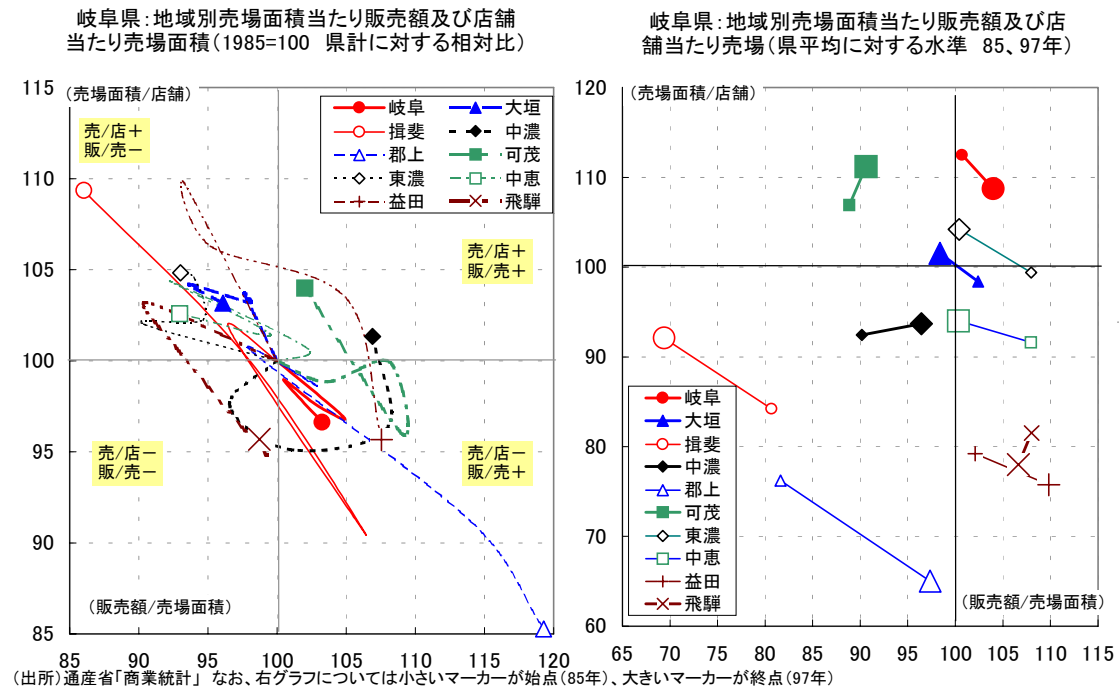 岐阜県：地域別売場面積当たり販売額及び店舗
当たり売場面積（1985=100　県計に対する相対比）
115
110
105
100
95
90
85
85
90
95
100
105
110
115
120
（売場面積/店舗）
売/店＋
販/売－
売/店＋
販/売＋
売/店－
販/売－
売/店－
販/売＋
（販売額/売場面積）
岐阜
大垣
揖斐
中濃
郡上
可茂
東濃
中恵
益田
飛騨
岐阜県：地域別売場面積当たり販売額及び店
舗当たり売場（県平均に対する水準　85、97年）
120
110
100
90
80
70
60
65
70
75
80
85
90
95
100
105
110
115
（売場面積/店舗）
（販売額/売場面積）
岐阜
大垣
揖斐
中濃
郡上
可茂
東濃
中恵
益田
飛騨
（出所）通産省「商業統計」　なお、右グラフについては小さいマーカーが始点（85年）、大きいマーカーが終点（97年）